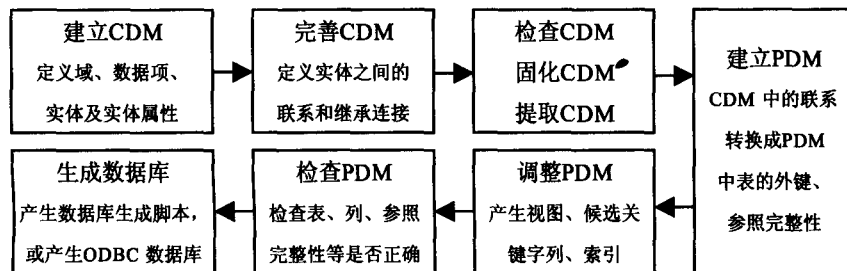 建立CDM
定义域、数据项、
实体及实体属性
完善CDM
定义实体之间的
联系和继承连接
检查CDM
固化CDM
提取CDM
建立PDM
CDM 中的联系
转换成PDM
中表的外键、
参照完整性
调整PDM
产生视图、候选关
键字列、索引
检查PDM
检查表、列、参照
完整性等是否正确
生成数据库
产生数据库生成脚本,
或产生ODBC 数据库